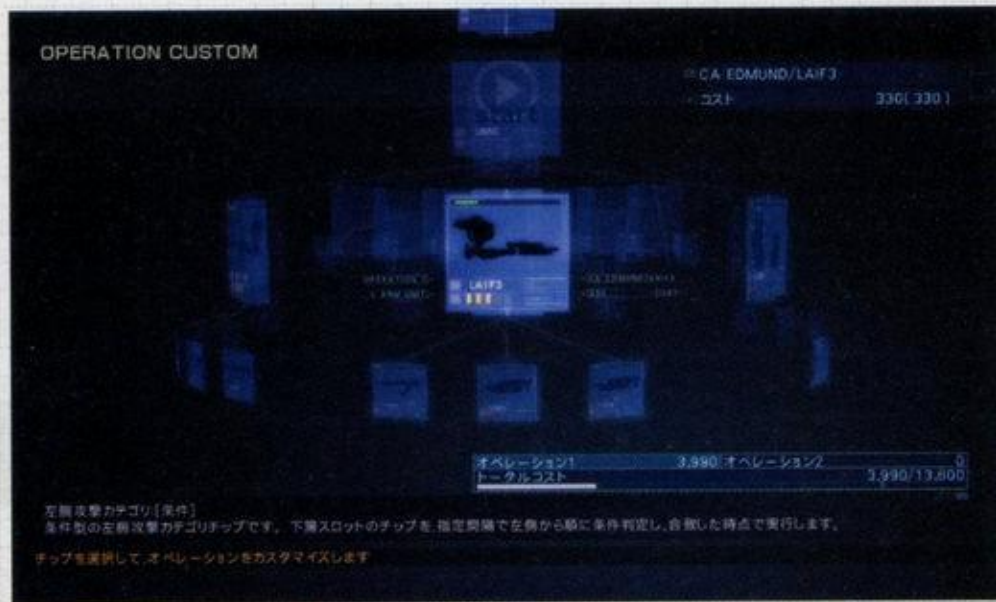 OPERATION CUSTOM
CA EDMUND/LAIF3
コスト 330( 330 )
start
LAIF3
オペレーション1 3,990 オペレーション2 0
トータルコスト 3,990/13,600
左腕攻撃カテゴリ[条件]
条件型の左腕攻撃カテゴリチップです。下層スロットのチップを、指定間隔で左側から順に条件判定し、合致した時点で実行します。
チップを選択して、オペレーションをカスタマイズします